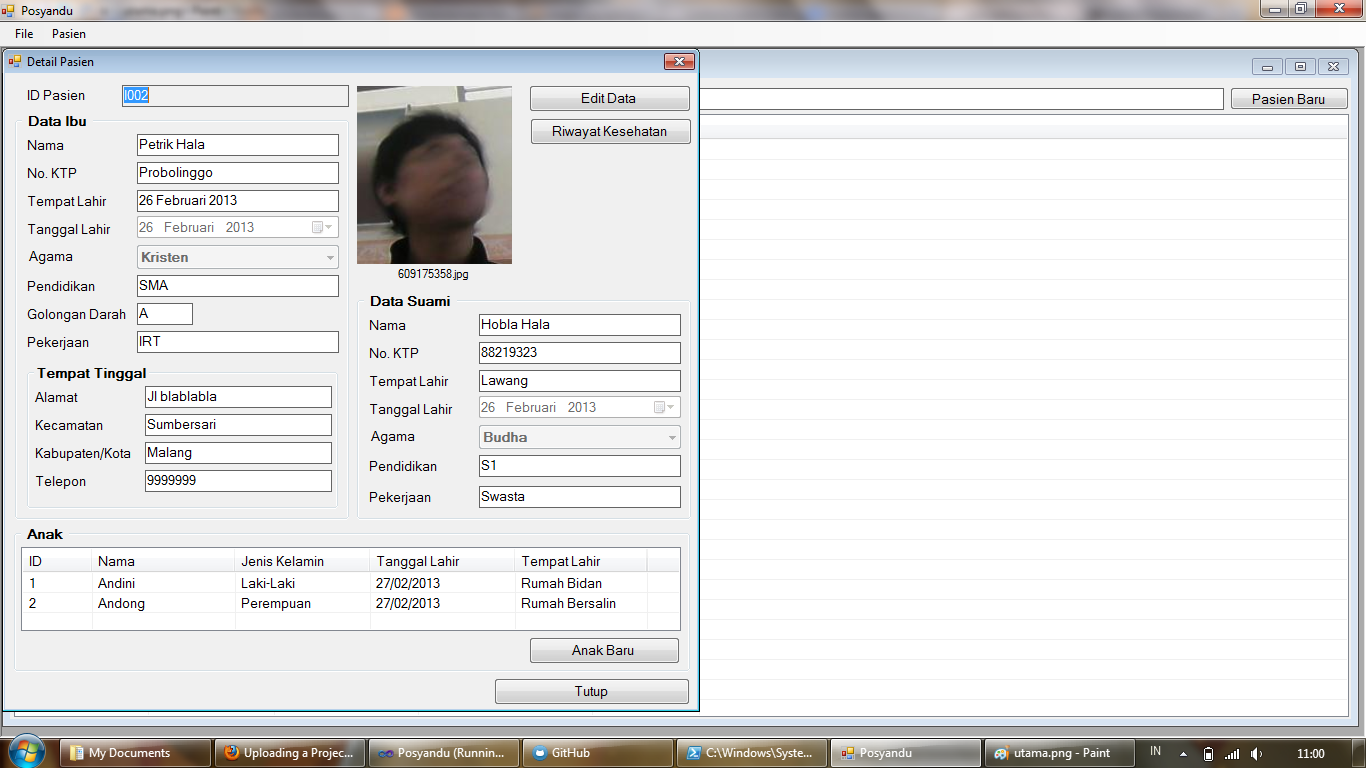 Posyandu
File Pasien
Detail Pasien
ID Pasien I002
Edit Data
Pasien Baru
Riwayat Kesehatan
Data Ibu
Nama Petrik Hala
No. KTP Probolinggo
Tempat Lahir 26 Februari 2013
Tanggal Lahir 26 Februari 2013
Agama Kristen
Pendidikan SMA
Golongan Darah A
Pekerjaan IRT
609175358.jpg
Tempat Tinggal
Alamat Jl blablabla
Kecamatan Sumbersari
Kabupaten/Kota Malang
Telepon 9999999
Data Suami
Nama Hobla Hala
No. KTP 88219323
Tempat Lahir Lawang
Tanggal Lahir 26 Februari 2013
Agama Budha
Pendidikan S1
Pekerjaan Swasta
Anak
ID Nama Jenis Kelamin Tanggal Lahir Tempat Lahir
1 Andini Laki-Laki 27/02/2013 Rumah Bidan
2 Andong Perempuan 27/02/2013 Rumah Bersalin
Anak Baru
Tutup
My Documents Uploading a Projec... Posyandu (Runnin... GitHub C:\Windows\Syste... Posyandu utama.png - Paint IN 11:00